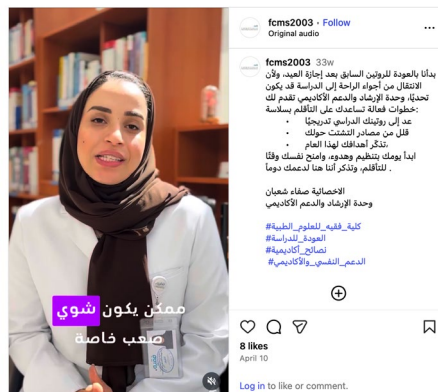 fcms2003 · Follow
Original audio
fcms2003 33w
بدأنا بالعودة للروتين السابق بعد إجازة العيد، ولأن
الانتقال من أجواء الراحة إلى الدراسة قد يكون
تحديًا، وحدة الإرشاد والدعم الأكاديمي تقدم لك
خطوات فعالة تساعدك على التأقلم بسلاسة:
• عد إلى روتينك الدراسي تدريجيًا
• قلل من مصادر التشتت حولك
• تذكّر أهدافك لهذا العام،
ابدأ يومك بتنظيم وهدوء، وامنح نفسك وقتًا
للتأقلم، وتذكر أننا هنا لدعمك دوماً .
الاخصائية صفاء شعبان
وحدة الإرشاد والدعم الأكاديمي
#كلية_فقيه_للعلوم_الطبية
#العودة_للدراسة
#نصائح_أكاديمية
#الدعم_النفسي_والأكاديمي
ممكن يكون شوي
صعب خاصة
8 likes
April 10
Log in to like or comment.